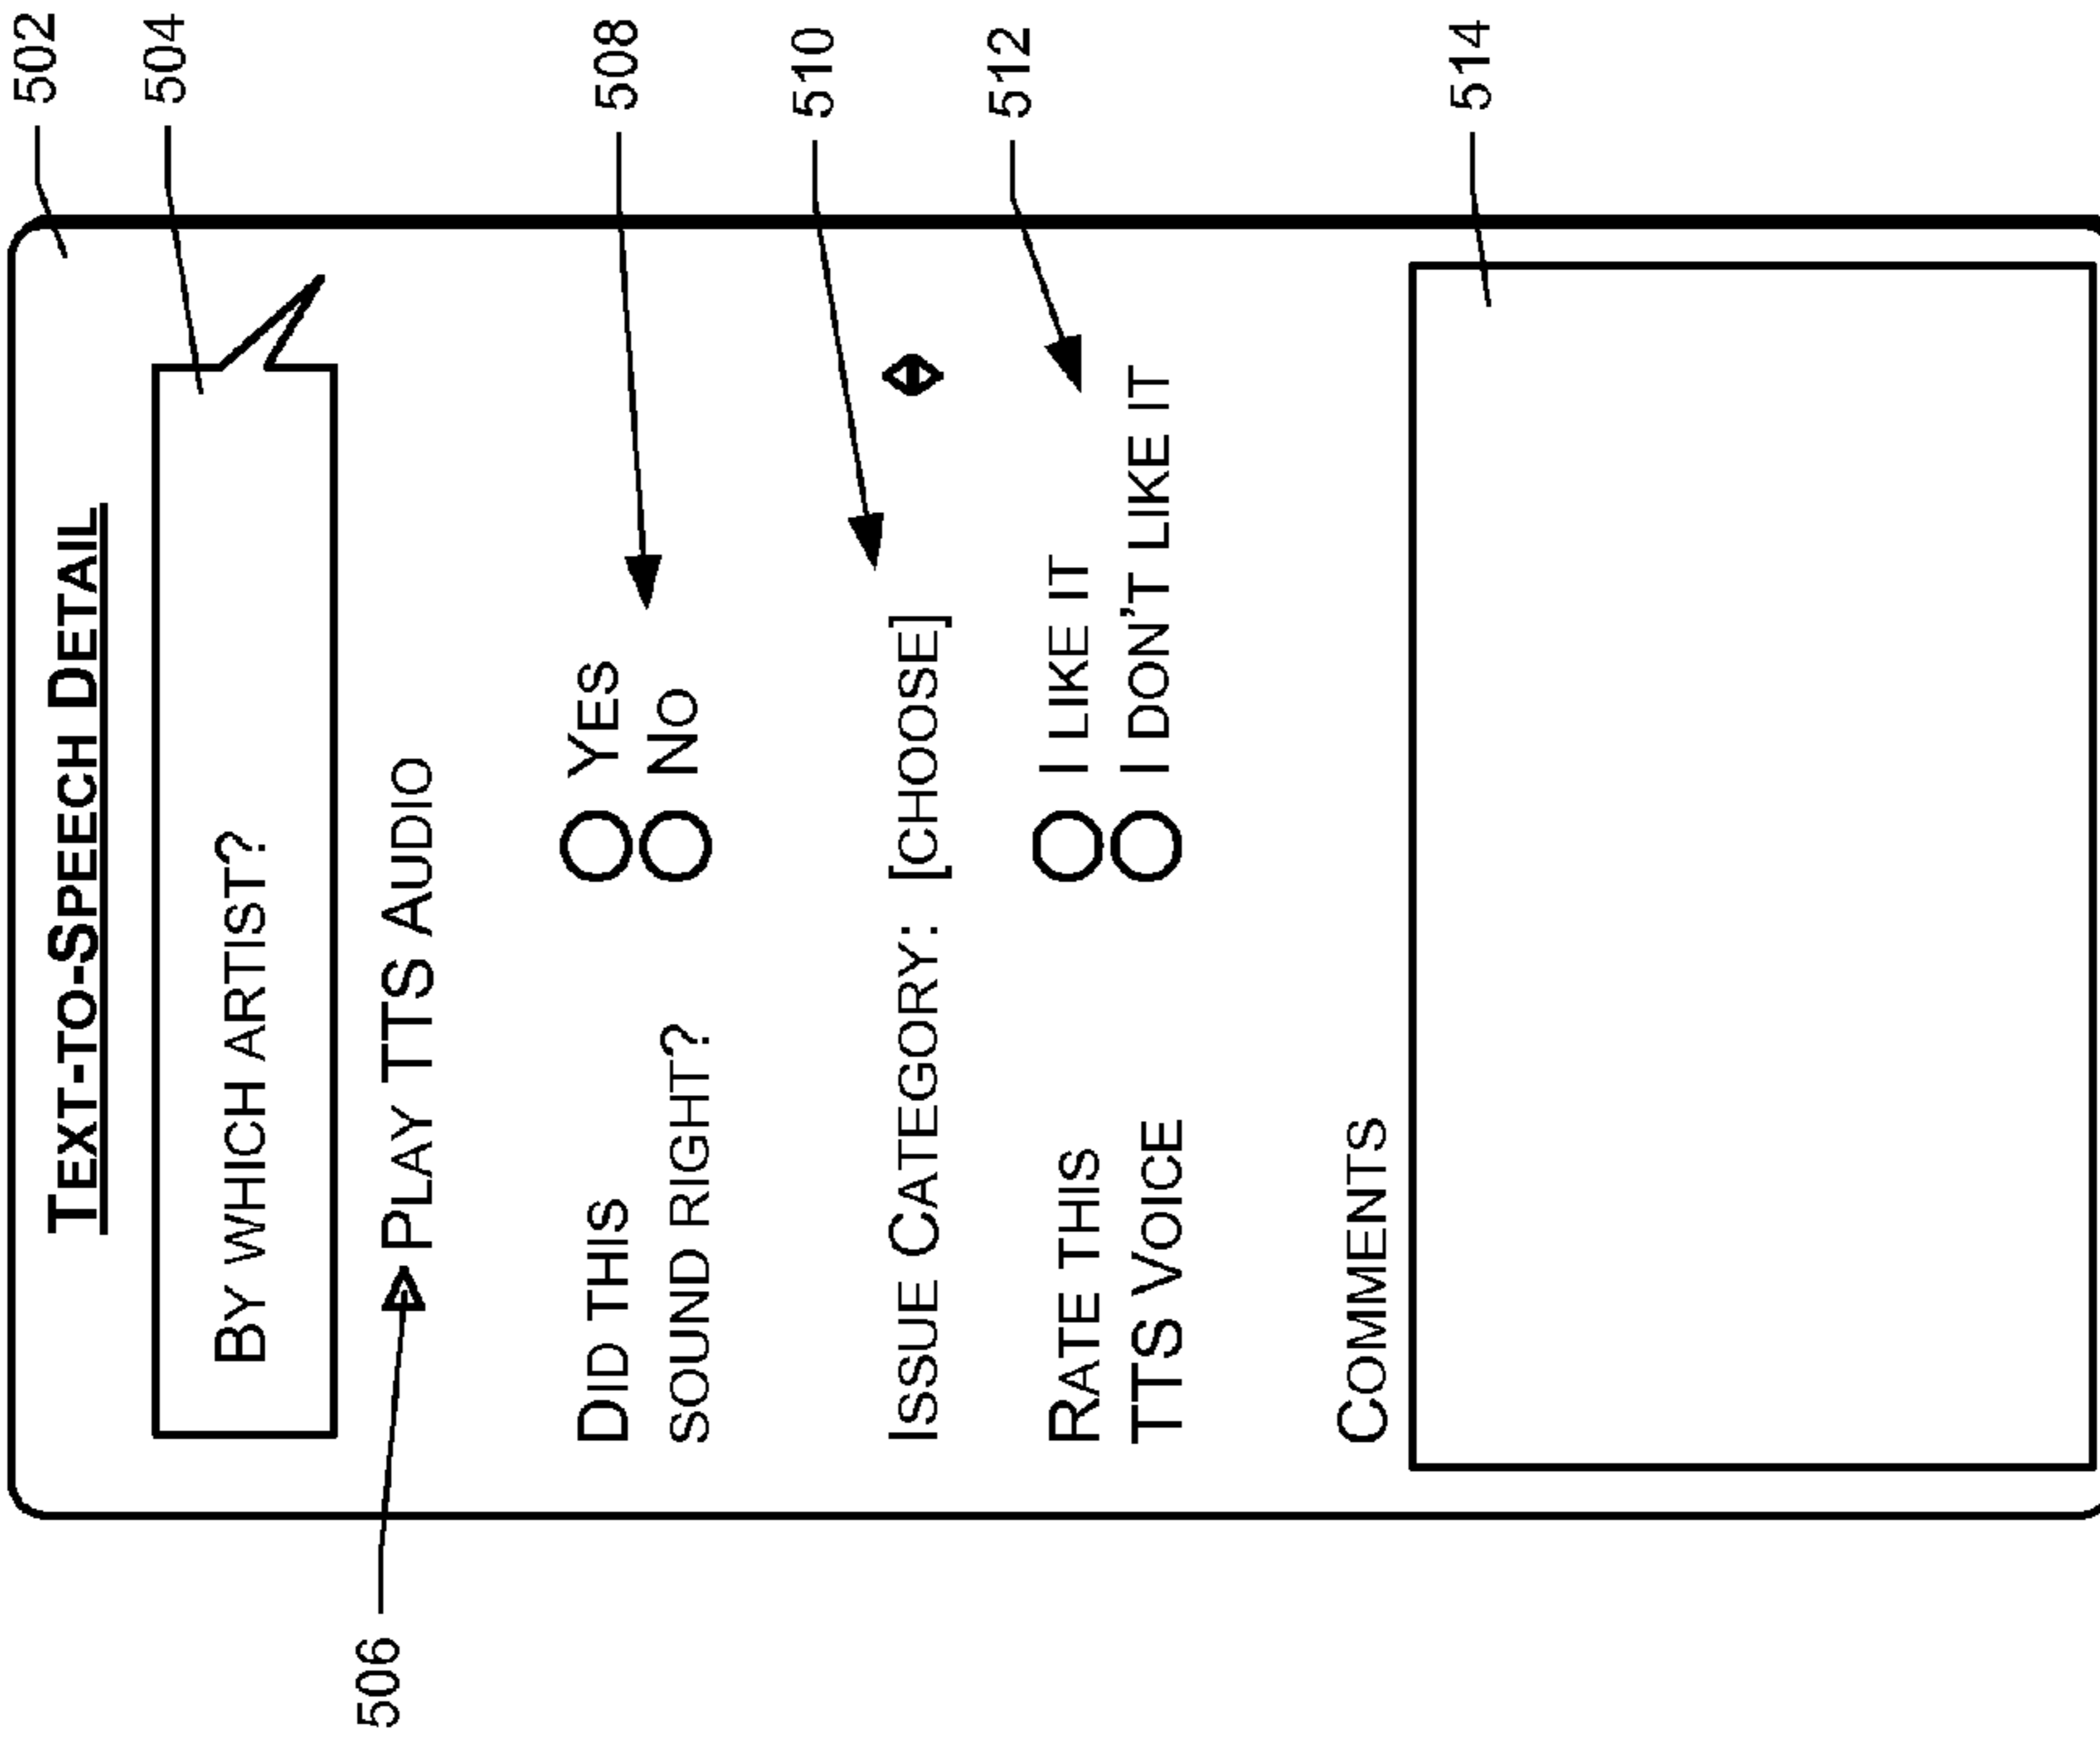 502
TEXT-TO-SPEECH DETAIL
504
BY WHICH ARTIST?
506
PLAY TTS AUDIO
508
DID THIS
SOUND RIGHT?
YES
NO
510
ISSUE CATEGORY: [CHOOSE]
512
RATE THIS
TTS VOICE
I LIKE IT
I DON'T LIKE IT
COMMENTS
514